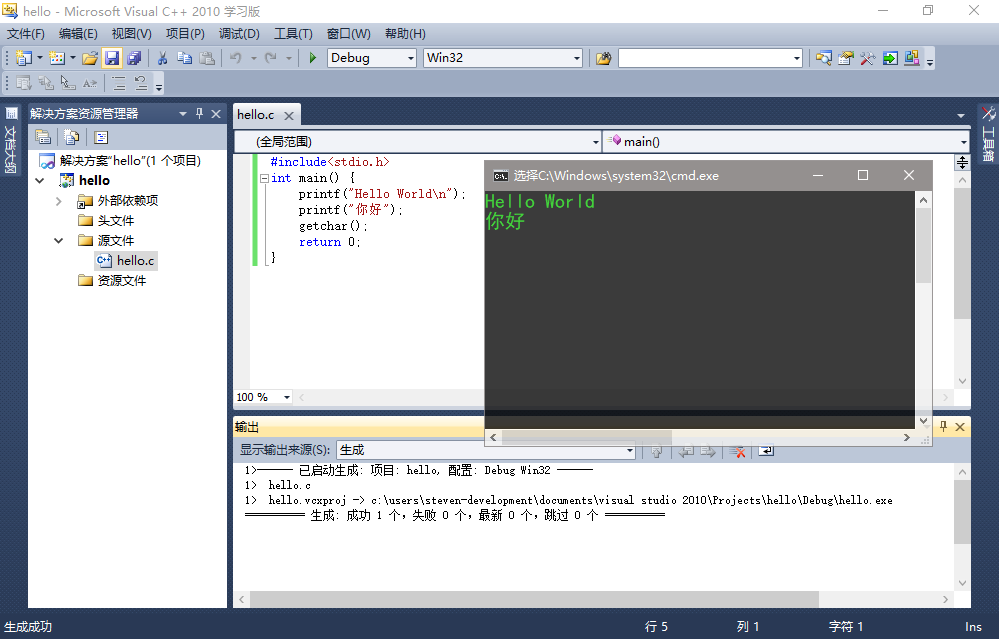 hello - Microsoft Visual C++ 2010 学习版
文件(F) 编辑(E) 视图(V) 项目(P) 调试(D) 工具(T) 窗口(W) 帮助(H)
Debug Win32
文档大纲
解决方案资源管理器
解决方案"hello"(1 个项目)
hello
外部依赖项
头文件
源文件
hello.c
资源文件
hello.c
(全局范围) main()
#include<stdio.h>
int main() {
printf("Hello World\n");
printf("你好");
getchar();
return 0;
}
100 %
选择C:\Windows\system32\cmd.exe
Hello World
你好
工具箱
输出
显示输出来源(S): 生成
1>------ 已启动生成: 项目: hello, 配置: Debug Win32 ------
1> hello.c
1> hello.vcxproj -> c:\users\steven-development\documents\visual studio 2010\Projects\hello\Debug\hello.exe
========== 生成: 成功 1 个，失败 0 个，最新 0 个，跳过 0 个 ==========
生成成功 行 5 列 1 字符 1 Ins